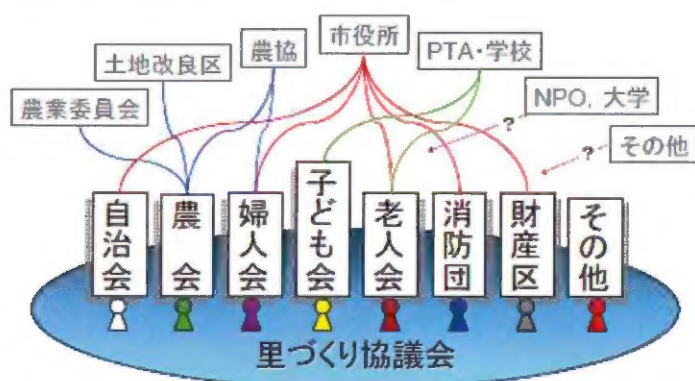 市役所
農協
PTA・学校
土地改良区
NPO, 大学
農業委員会
?
?
その他
自治会
農会
婦人会
子ども会
老人会
消防団
財産区
その他
里づくり協議会